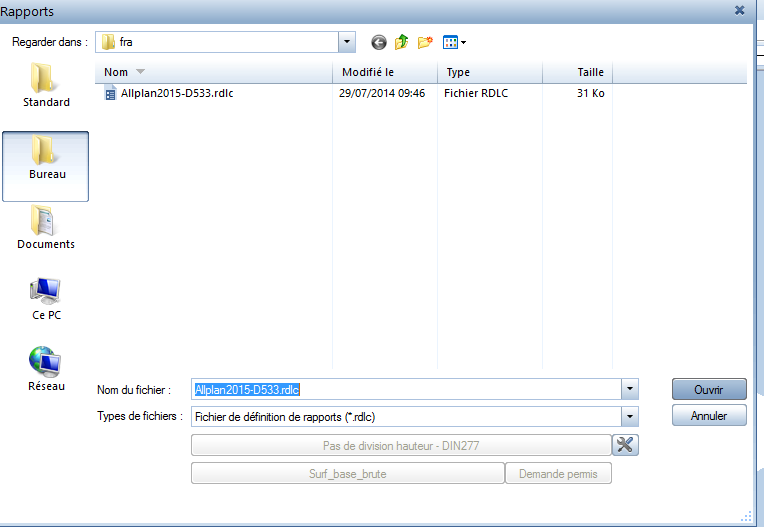 Rapports
Regarder dans :
fra
Nom Modifié le Type Taille
Allplan2015-D533.rdlc 29/07/2014 09:46 Fichier RDLC 31 Ko
Standard
Bureau
Documents
Ce PC
Réseau
Nom du fichier : Allplan2015-D533.rdlc Ouvrir
Types de fichiers : Fichier de définition de rapports (*.rdlc) Annuler
Pas de division hauteur - DIN277
Surf_base_brute Demande permis